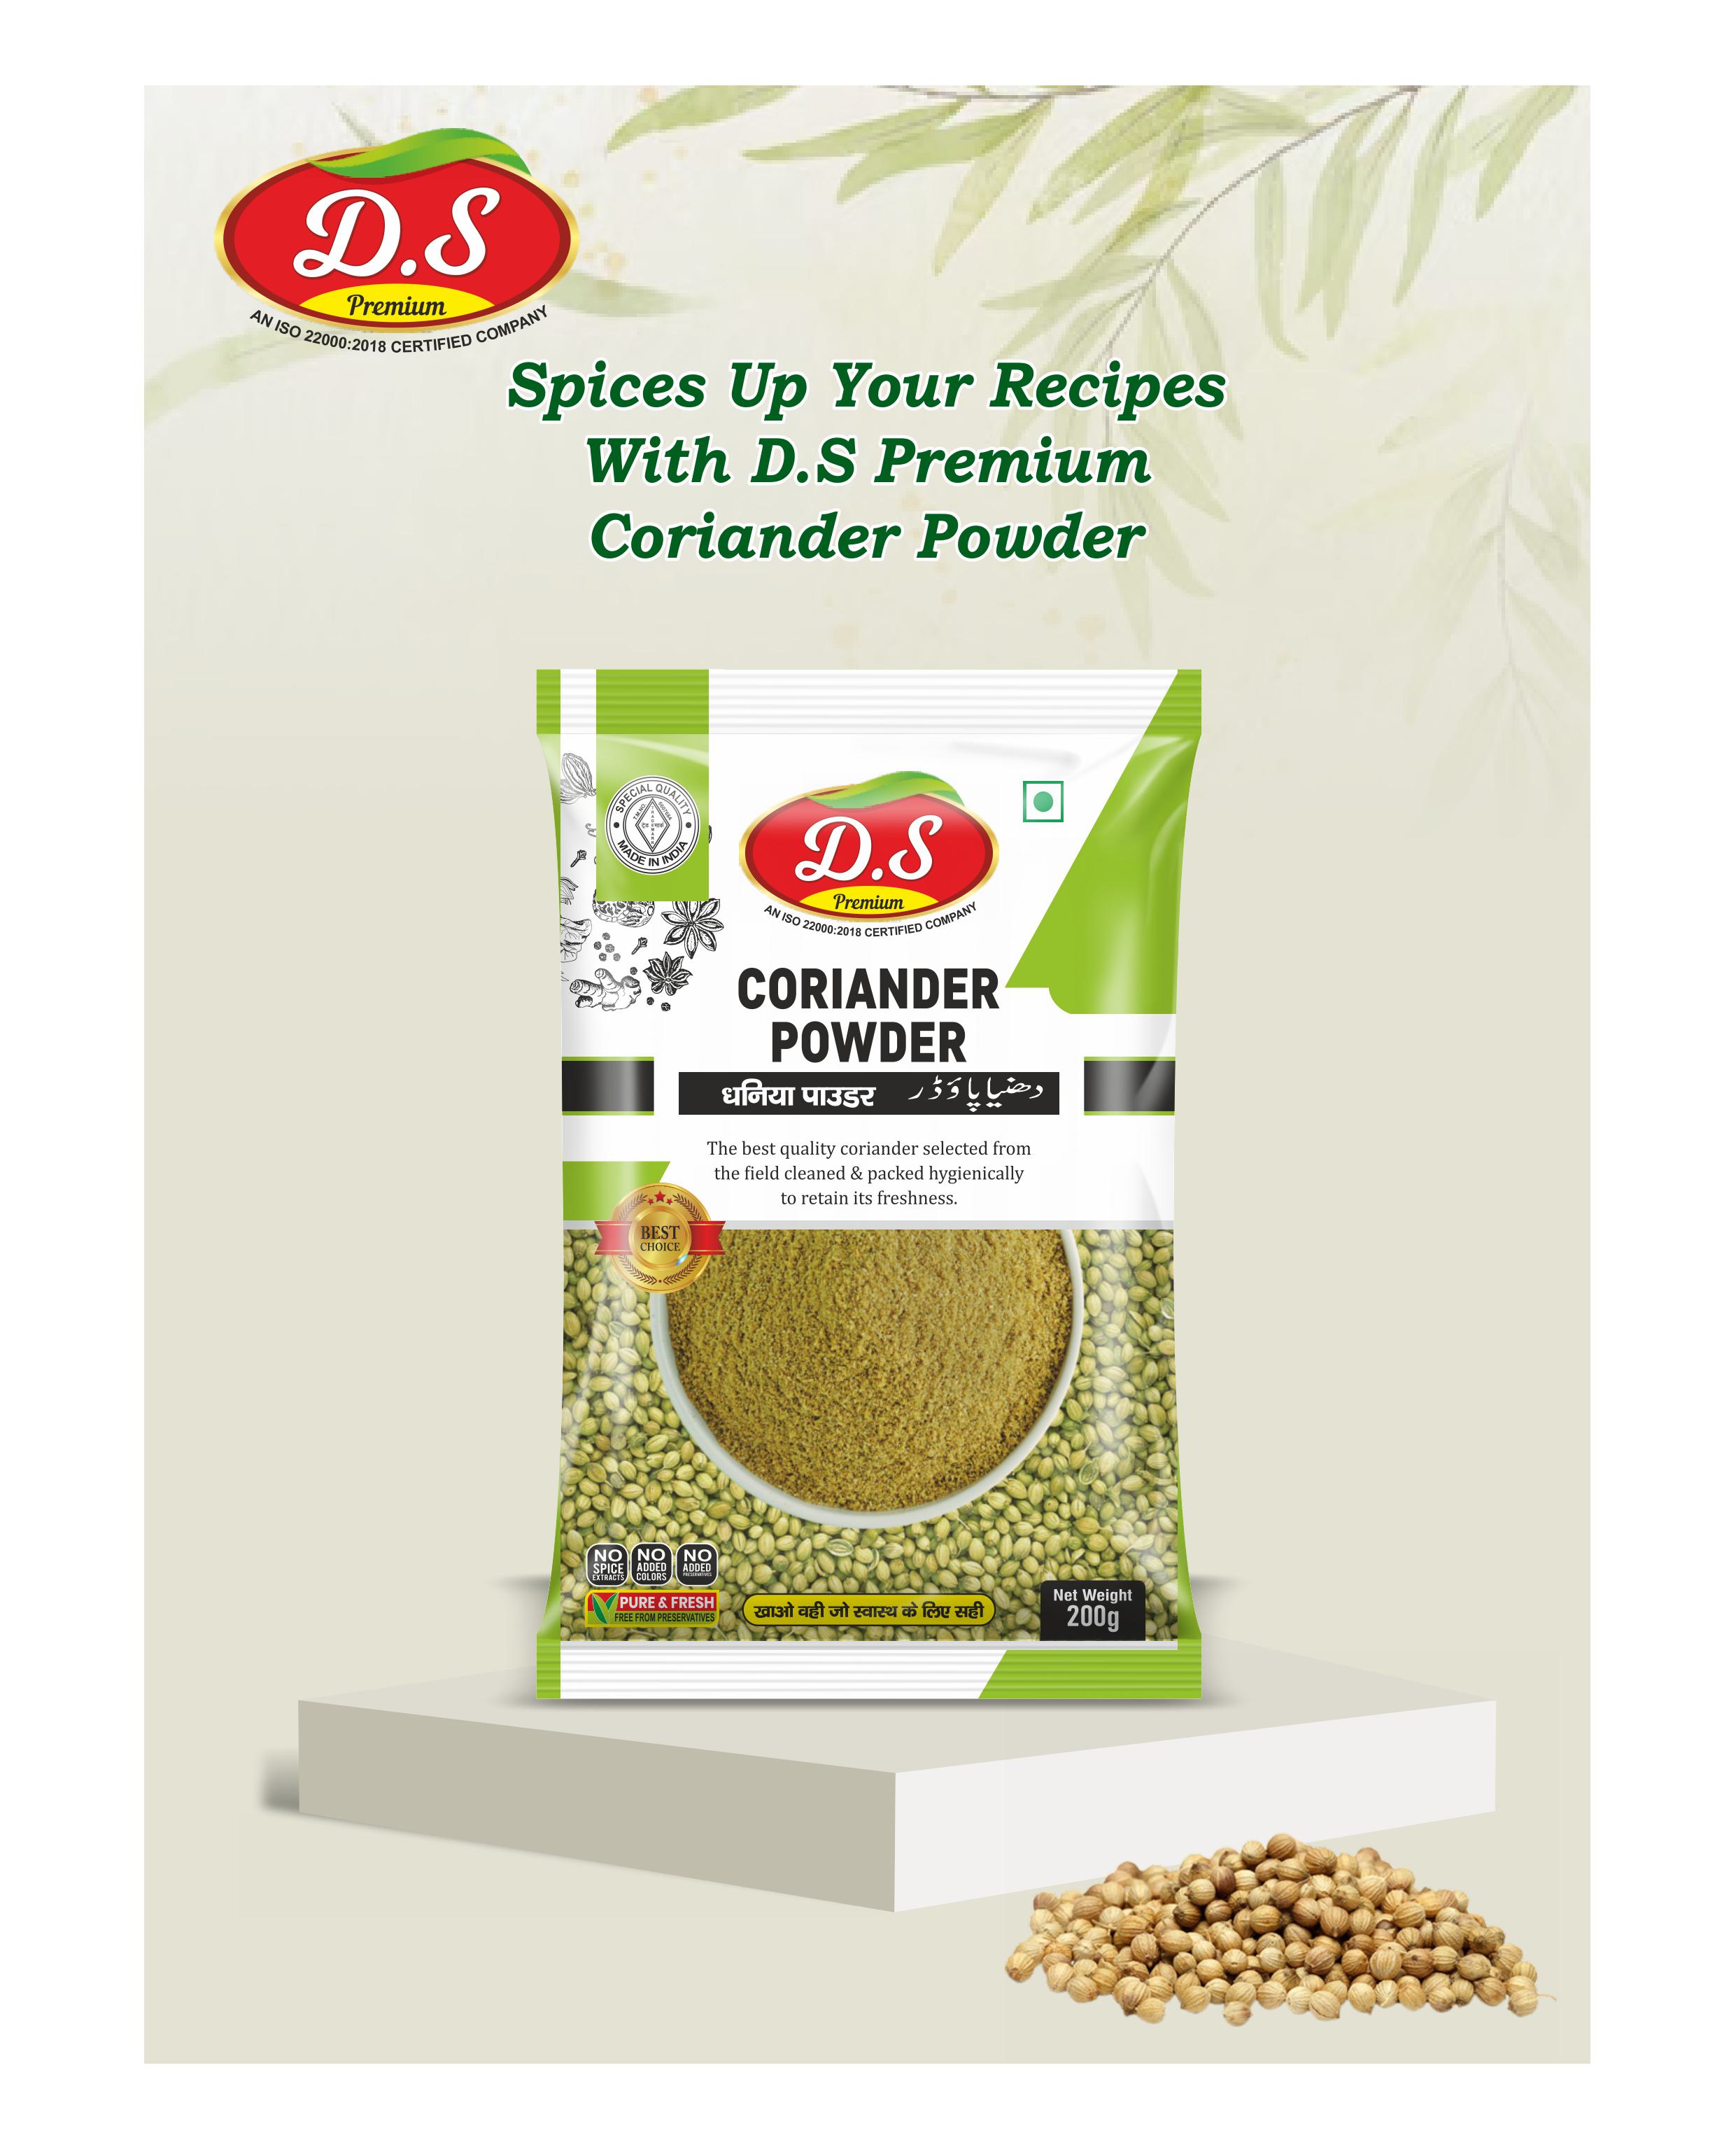 D.S
Premium
AN ISO 22000:2018 CERTIFIED COMPANY
Spices Up Your Recipes
With D.S Premium
Coriander Powder
SPECIAL QUALITY
MADE IN INDIA
D.S
Premium
AN ISO 22000:2018 CERTIFIED COMPANY
CORIANDER
POWDER
धनिया पाउडर دھنیا پاؤڈر
The best quality coriander selected from
the field cleaned & packed hygienically
to retain its freshness.
BEST
CHOICE
NO
SPICE
EXTRACTS
NO
ADDED
COLORS
NO
ADDED
PRESERVATIVES
PURE & FRESH
FREE FROM PRESERVATIVES
खाओ वही जो स्वास्थ के लिए सही
Net Weight
200g